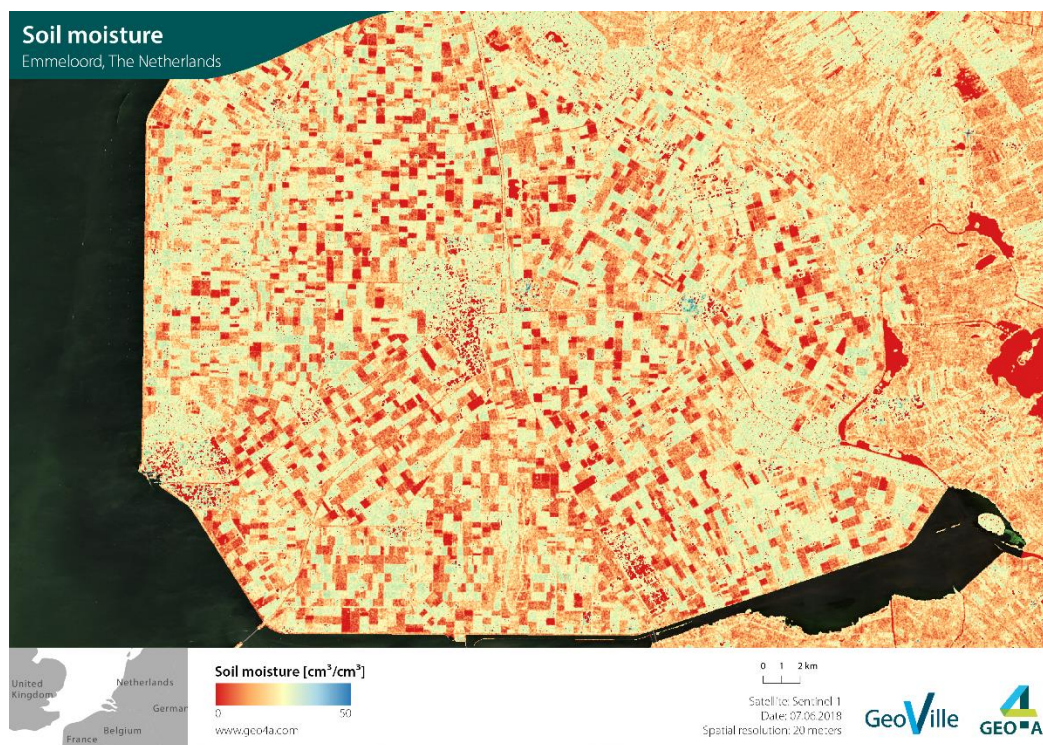 Soil moisture
Emmeloord, The Netherlands
United
Kingdom
Netherlands
German
Belgium
France
Soil moisture [cm³/cm³]
0
50
www.geo4a.com
0 1 2 km
Satellite: Sentinel 1
Date: 07.06.2018
Spatial resolution: 20 meters
GeoVille
4
GEO4A